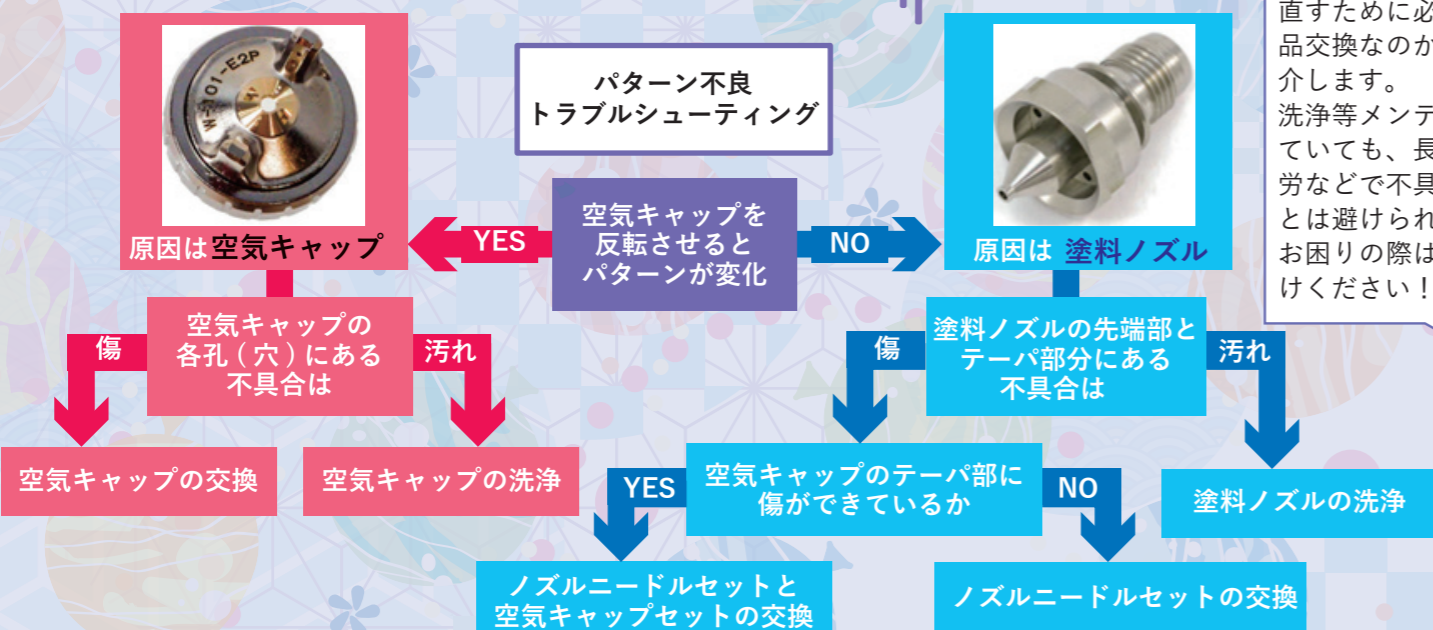 パターン不良
トラブルシューティング
空気キャップを
反転させると
パターンが変化
YES
NO
W-101-E2P
原因は空気キャップ
空気キャップの
各孔(穴)にある
不具合は
傷
汚れ
空気キャップの交換
空気キャップの洗浄
原因は 塗料ノズル
塗料ノズルの先端部と
テーパ部分にある
不具合は
傷
汚れ
空気キャップのテーパ部に
傷ができているか
YES
NO
塗料ノズルの洗浄
ノズルニードルセットと
空気キャップセットの交換
ノズルニードルセットの交換
直すために必
品交換なのか
介します。
洗浄等メンテ
ていても、長
労などで不具
とは避けられ
お困りの際は
けください!